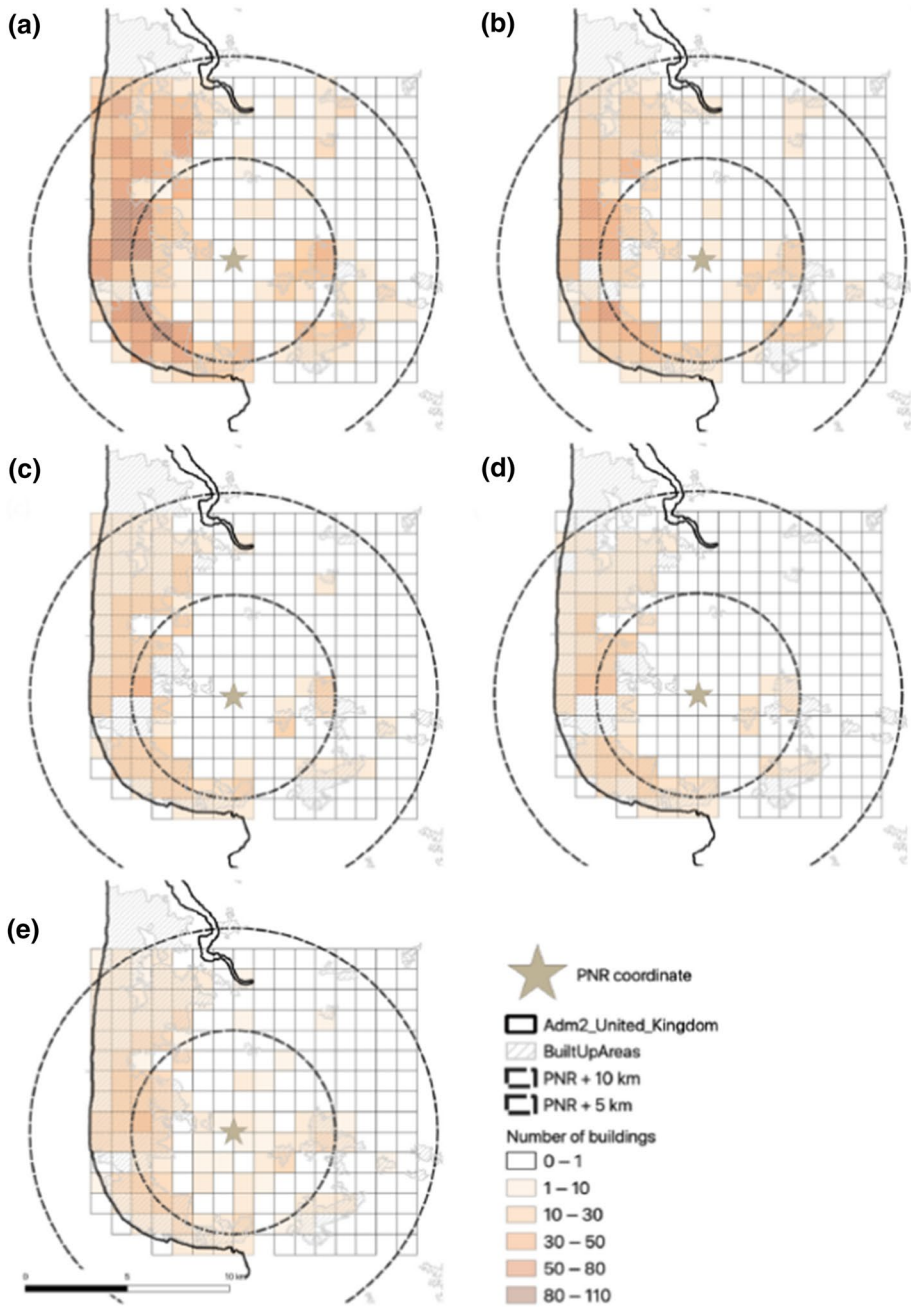 (a)
(b)
(c)
(d)
(e)
PNR coordinate
Adm2_United_Kingdom
BuiltUpAreas
PNR + 10 km
PNR + 5 km
Number of buildings
0 – 1
1 – 10
10 – 30
30 – 50
50 – 80
80 – 110
0 5 10 km